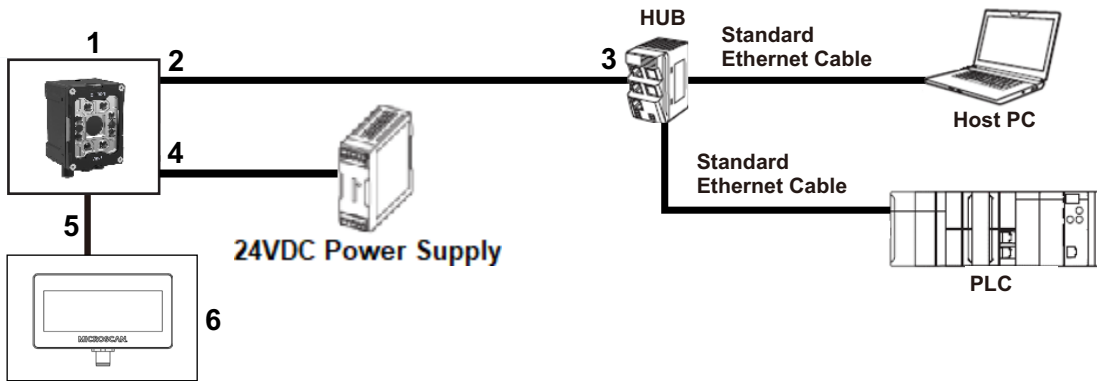 HUB
1
2
3
Standard
Ethernet Cable
Host PC
4
Standard
Ethernet Cable
5
24VDC Power Supply
PLC
6
MICROSCAN.